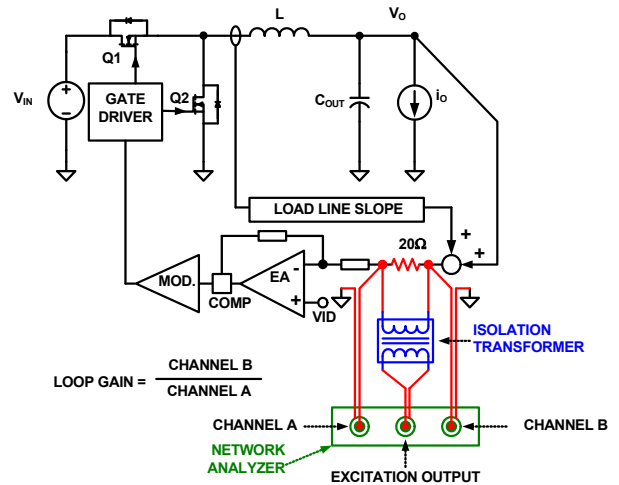 L
V_O
Q1
V_IN
GATE
DRIVER
Q2
C_OUT
i_O
LOAD LINE SLOPE
+
+
20Ω
MOD.
COMP
EA
-
+
VID
ISOLATION
TRANSFORMER
LOOP GAIN = CHANNEL B
CHANNEL A
CHANNEL A
CHANNEL B
NETWORK
ANALYZER
EXCITATION OUTPUT